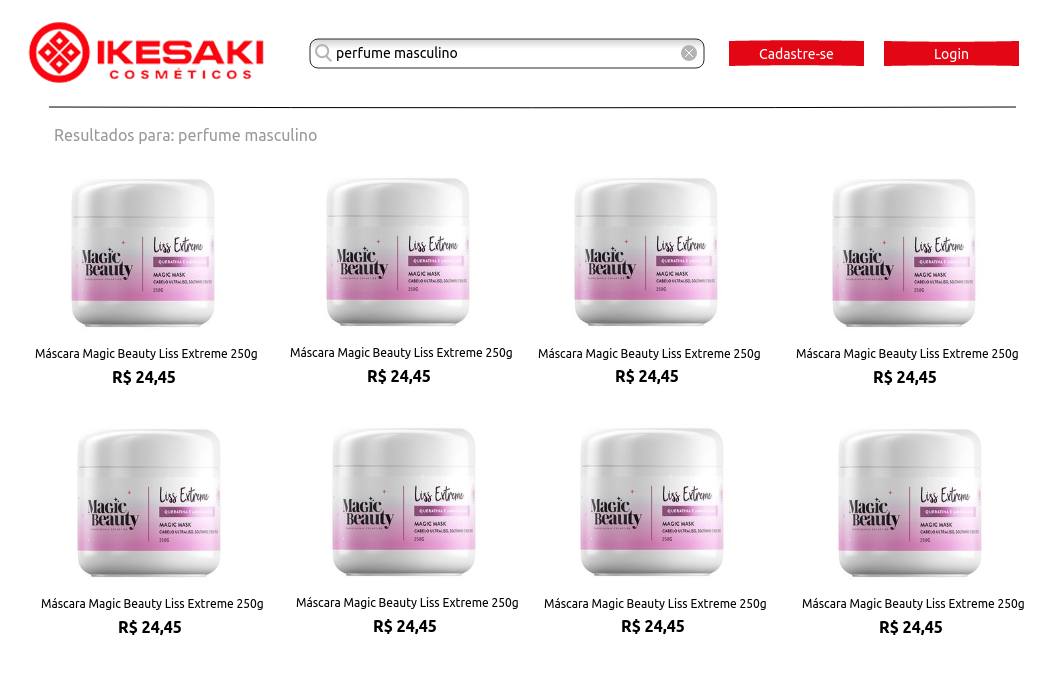 IKESAKI
COSMÉTICOS
perfume masculino
Cadastre-se
Login
Resultados para: perfume masculino
Magic Beauty
Liss Extreme
MAGIC MASK
250G
Magic Beauty
Liss Extreme
MAGIC MASK
250G
Magic Beauty
Liss Extreme
MAGIC MASK
250G
Magic Beauty
Liss Extreme
MAGIC MASK
250G
Máscara Magic Beauty Liss Extreme 250g
Máscara Magic Beauty Liss Extreme 250g
Máscara Magic Beauty Liss Extreme 250g
Máscara Magic Beauty Liss Extreme 250g
R$ 24,45
R$ 24,45
R$ 24,45
R$ 24,45
Magic Beauty
Liss Extreme
MAGIC MASK
250G
Magic Beauty
Liss Extreme
MAGIC MASK
250G
Magic Beauty
Liss Extreme
MAGIC MASK
250G
Magic Beauty
Liss Extreme
MAGIC MASK
250G
Máscara Magic Beauty Liss Extreme 250g
Máscara Magic Beauty Liss Extreme 250g
Máscara Magic Beauty Liss Extreme 250g
Máscara Magic Beauty Liss Extreme 250g
R$ 24,45
R$ 24,45
R$ 24,45
R$ 24,45